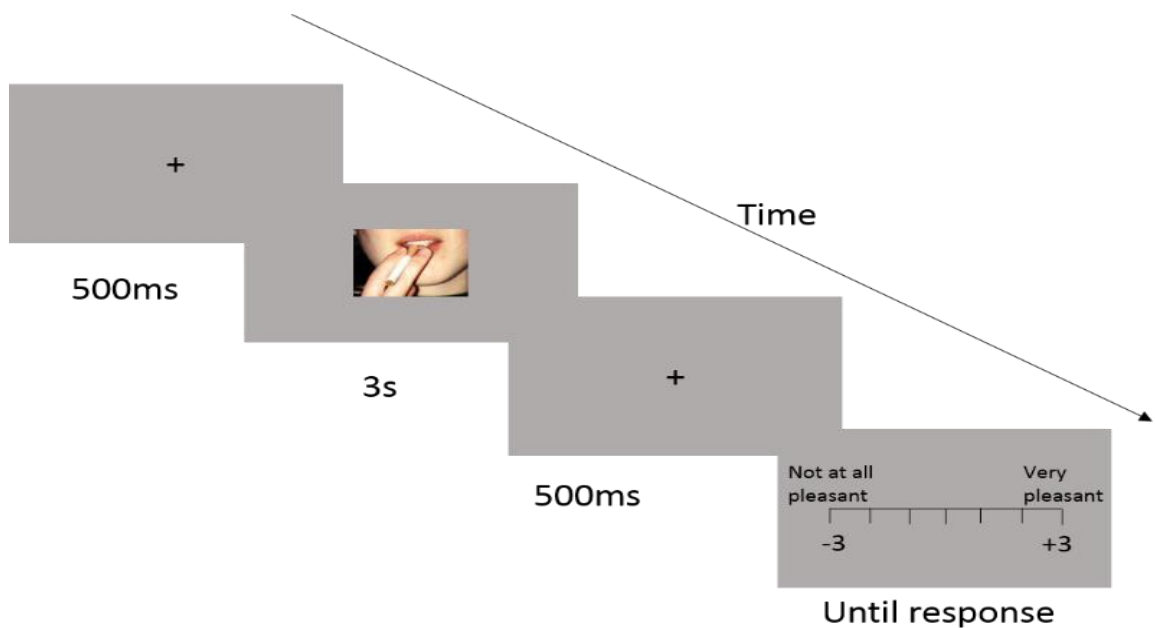 +
Time
500ms
3s
+
500ms
Not at all
pleasant
Very
pleasant
-3
+3
Until response